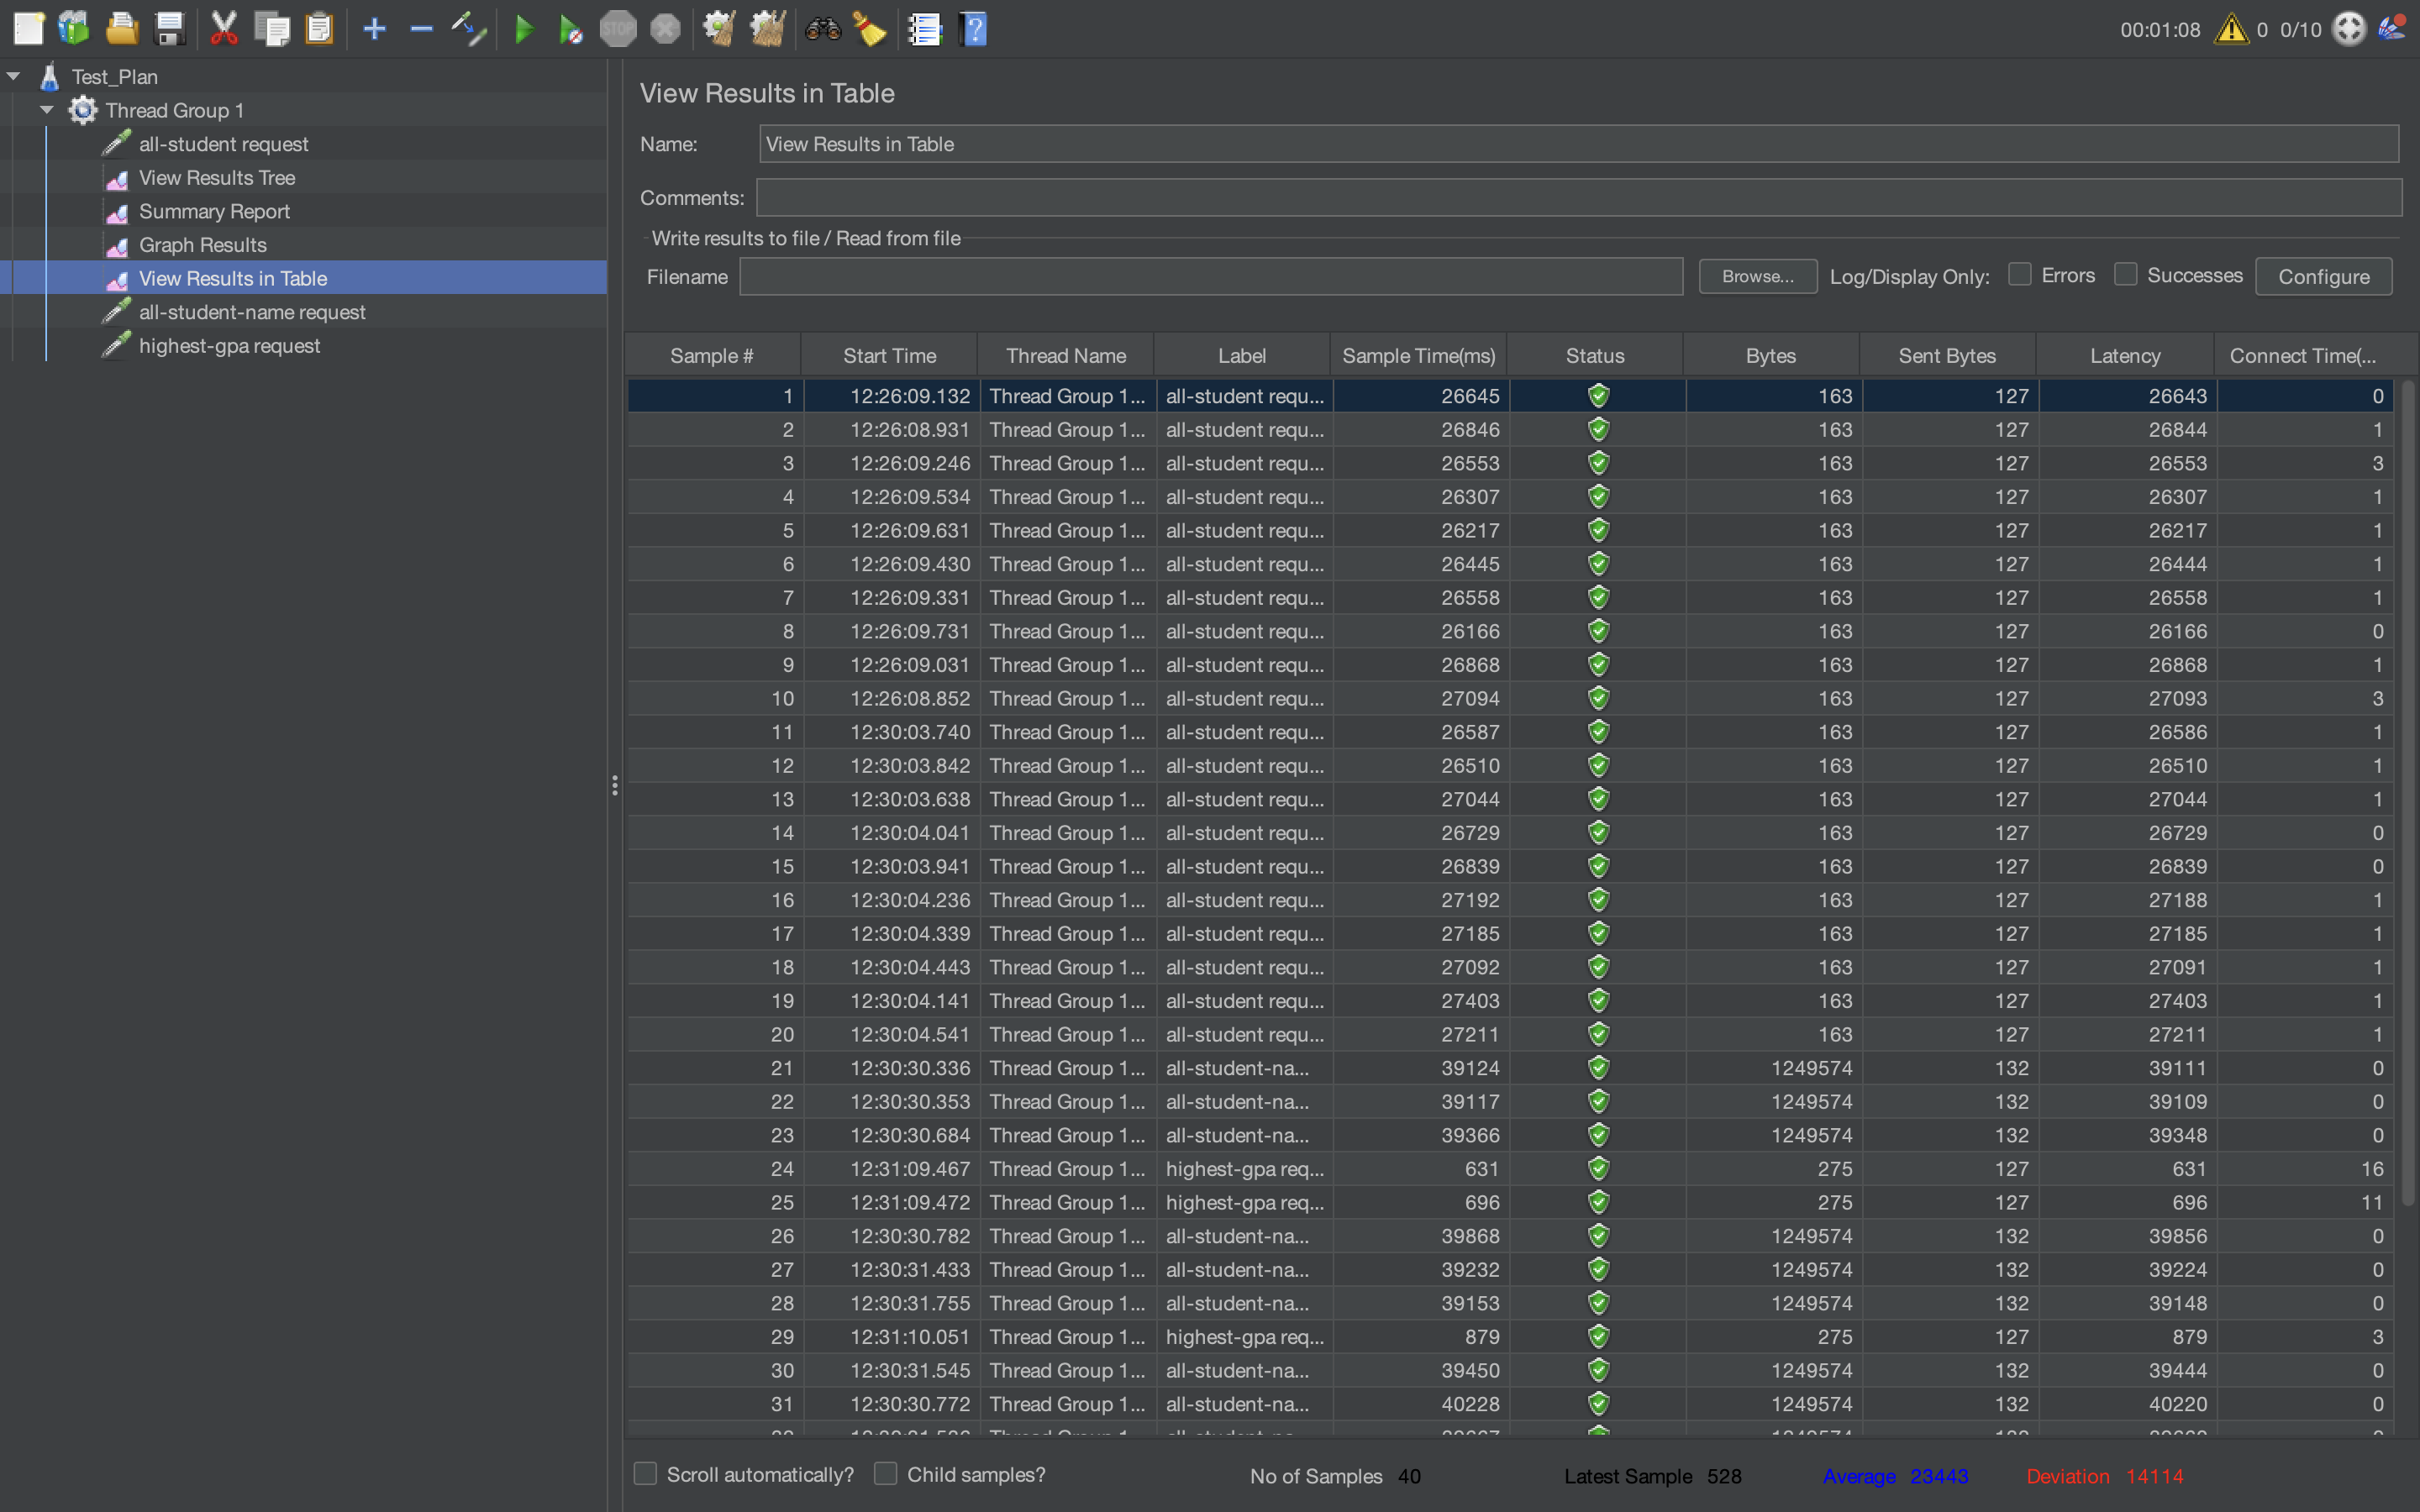 STOP
00:01:08 0 0/10
Test_Plan
Thread Group 1
all-student request
View Results Tree
Summary Report
Graph Results
View Results in Table
all-student-name request
highest-gpa request
View Results in Table
Name: View Results in Table
Comments:
Write results to file / Read from file
Filename Browse... Log/Display Only: Errors Successes Configure
Sample # Start Time Thread Name Label Sample Time(ms) Status Bytes Sent Bytes Latency Connect Time(...
1 12:26:09.132 Thread Group 1... all-student requ... 26645 163 127 26643 0
2 12:26:08.931 Thread Group 1... all-student requ... 26846 163 127 26844 1
3 12:26:09.246 Thread Group 1... all-student requ... 26553 163 127 26553 3
4 12:26:09.534 Thread Group 1... all-student requ... 26307 163 127 26307 1
5 12:26:09.631 Thread Group 1... all-student requ... 26217 163 127 26217 1
6 12:26:09.430 Thread Group 1... all-student requ... 26445 163 127 26444 1
7 12:26:09.331 Thread Group 1... all-student requ... 26558 163 127 26558 1
8 12:26:09.731 Thread Group 1... all-student requ... 26166 163 127 26166 0
9 12:26:09.031 Thread Group 1... all-student requ... 26868 163 127 26868 1
10 12:26:08.852 Thread Group 1... all-student requ... 27094 163 127 27093 3
11 12:30:03.740 Thread Group 1... all-student requ... 26587 163 127 26586 1
12 12:30:03.842 Thread Group 1... all-student requ... 26510 163 127 26510 1
13 12:30:03.638 Thread Group 1... all-student requ... 27044 163 127 27044 1
14 12:30:04.041 Thread Group 1... all-student requ... 26729 163 127 26729 0
15 12:30:03.941 Thread Group 1... all-student requ... 26839 163 127 26839 0
16 12:30:04.236 Thread Group 1... all-student requ... 27192 163 127 27188 1
17 12:30:04.339 Thread Group 1... all-student requ... 27185 163 127 27185 1
18 12:30:04.443 Thread Group 1... all-student requ... 27092 163 127 27091 1
19 12:30:04.141 Thread Group 1... all-student requ... 27403 163 127 27403 1
20 12:30:04.541 Thread Group 1... all-student requ... 27211 163 127 27211 1
21 12:30:30.336 Thread Group 1... all-student-na... 39124 1249574 132 39111 0
22 12:30:30.353 Thread Group 1... all-student-na... 39117 1249574 132 39109 0
23 12:30:30.684 Thread Group 1... all-student-na... 39366 1249574 132 39348 0
24 12:31:09.467 Thread Group 1... highest-gpa req... 631 275 127 631 16
25 12:31:09.472 Thread Group 1... highest-gpa req... 696 275 127 696 11
26 12:30:30.782 Thread Group 1... all-student-na... 39868 1249574 132 39856 0
27 12:30:31.433 Thread Group 1... all-student-na... 39232 1249574 132 39224 0
28 12:30:31.755 Thread Group 1... all-student-na... 39153 1249574 132 39148 0
29 12:31:10.051 Thread Group 1... highest-gpa req... 879 275 127 879 3
30 12:30:31.545 Thread Group 1... all-student-na... 39450 1249574 132 39444 0
31 12:30:30.772 Thread Group 1... all-student-na... 40228 1249574 132 40220 0
Scroll automatically? Child samples? No of Samples 40 Latest Sample 528 Average 23443 Deviation 14114